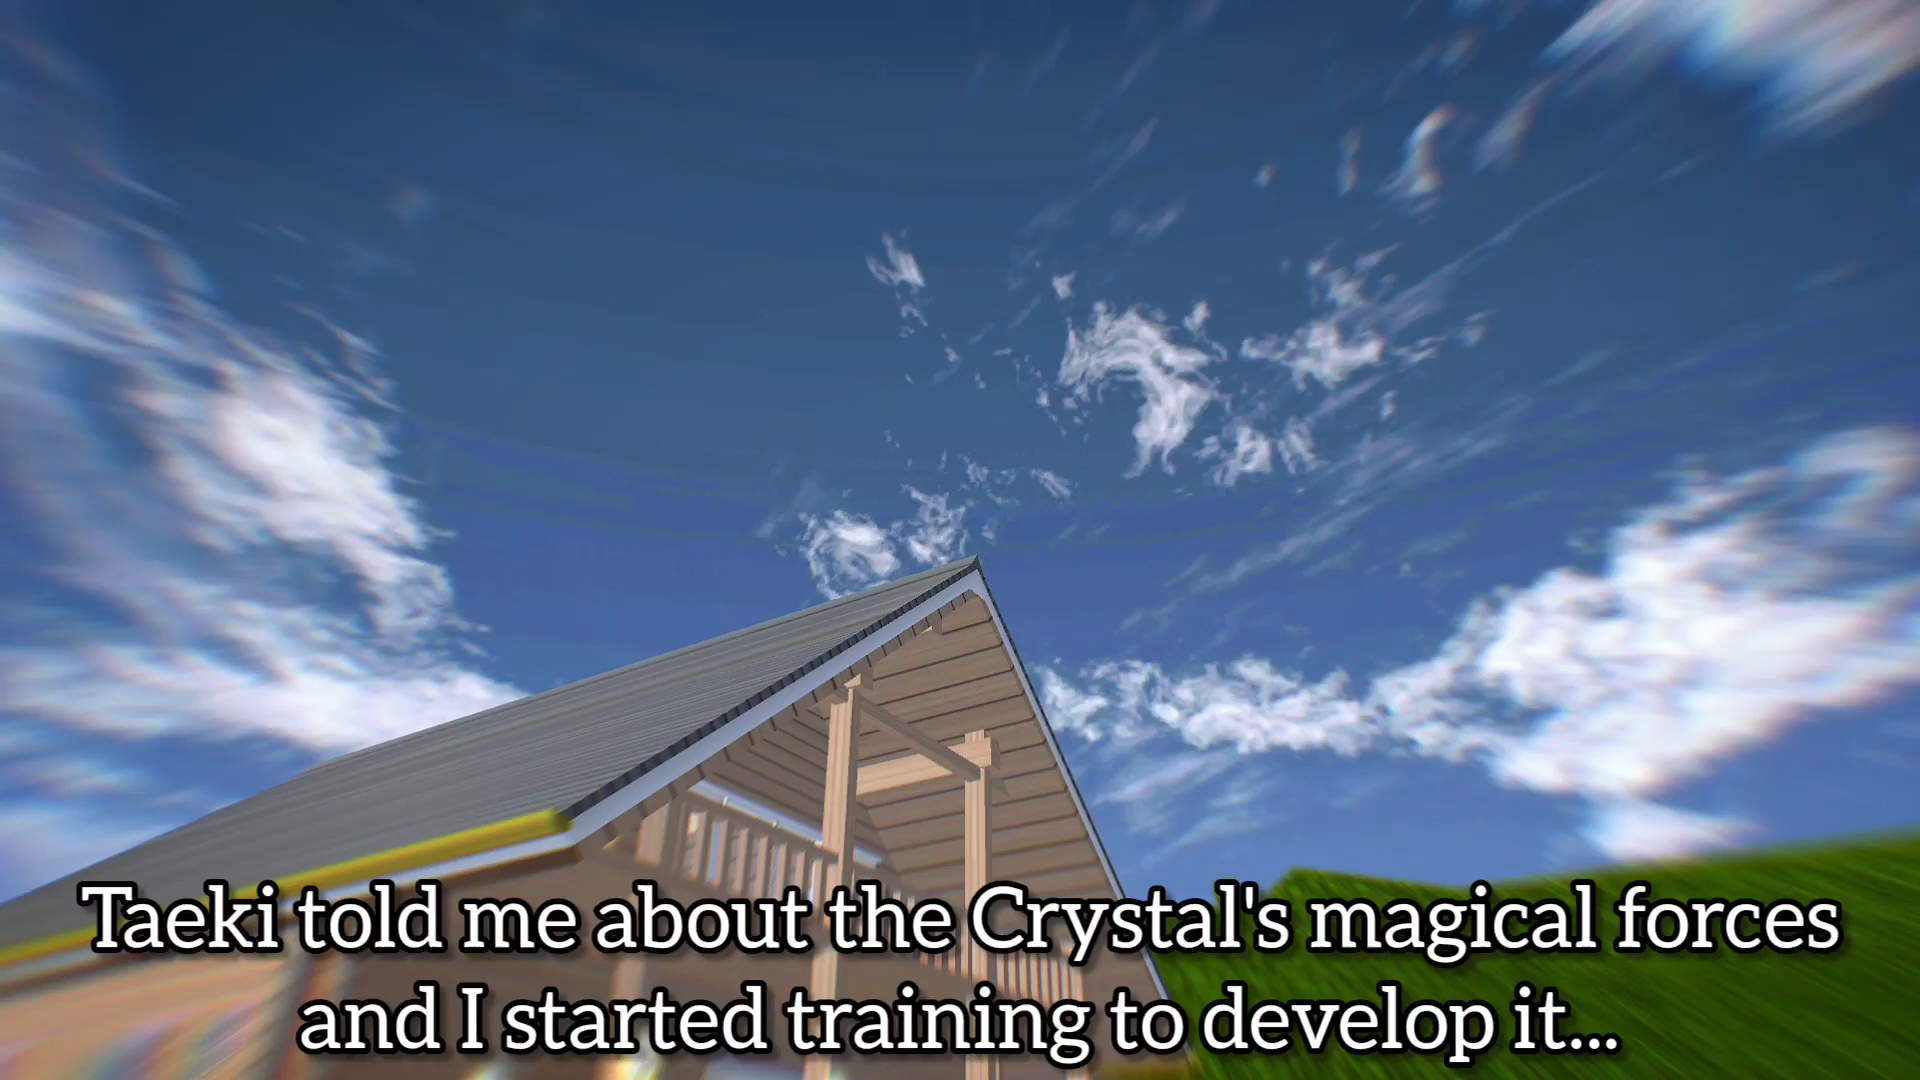 Taeki told me about the Crystal's magical forces
and I started training to develop it...